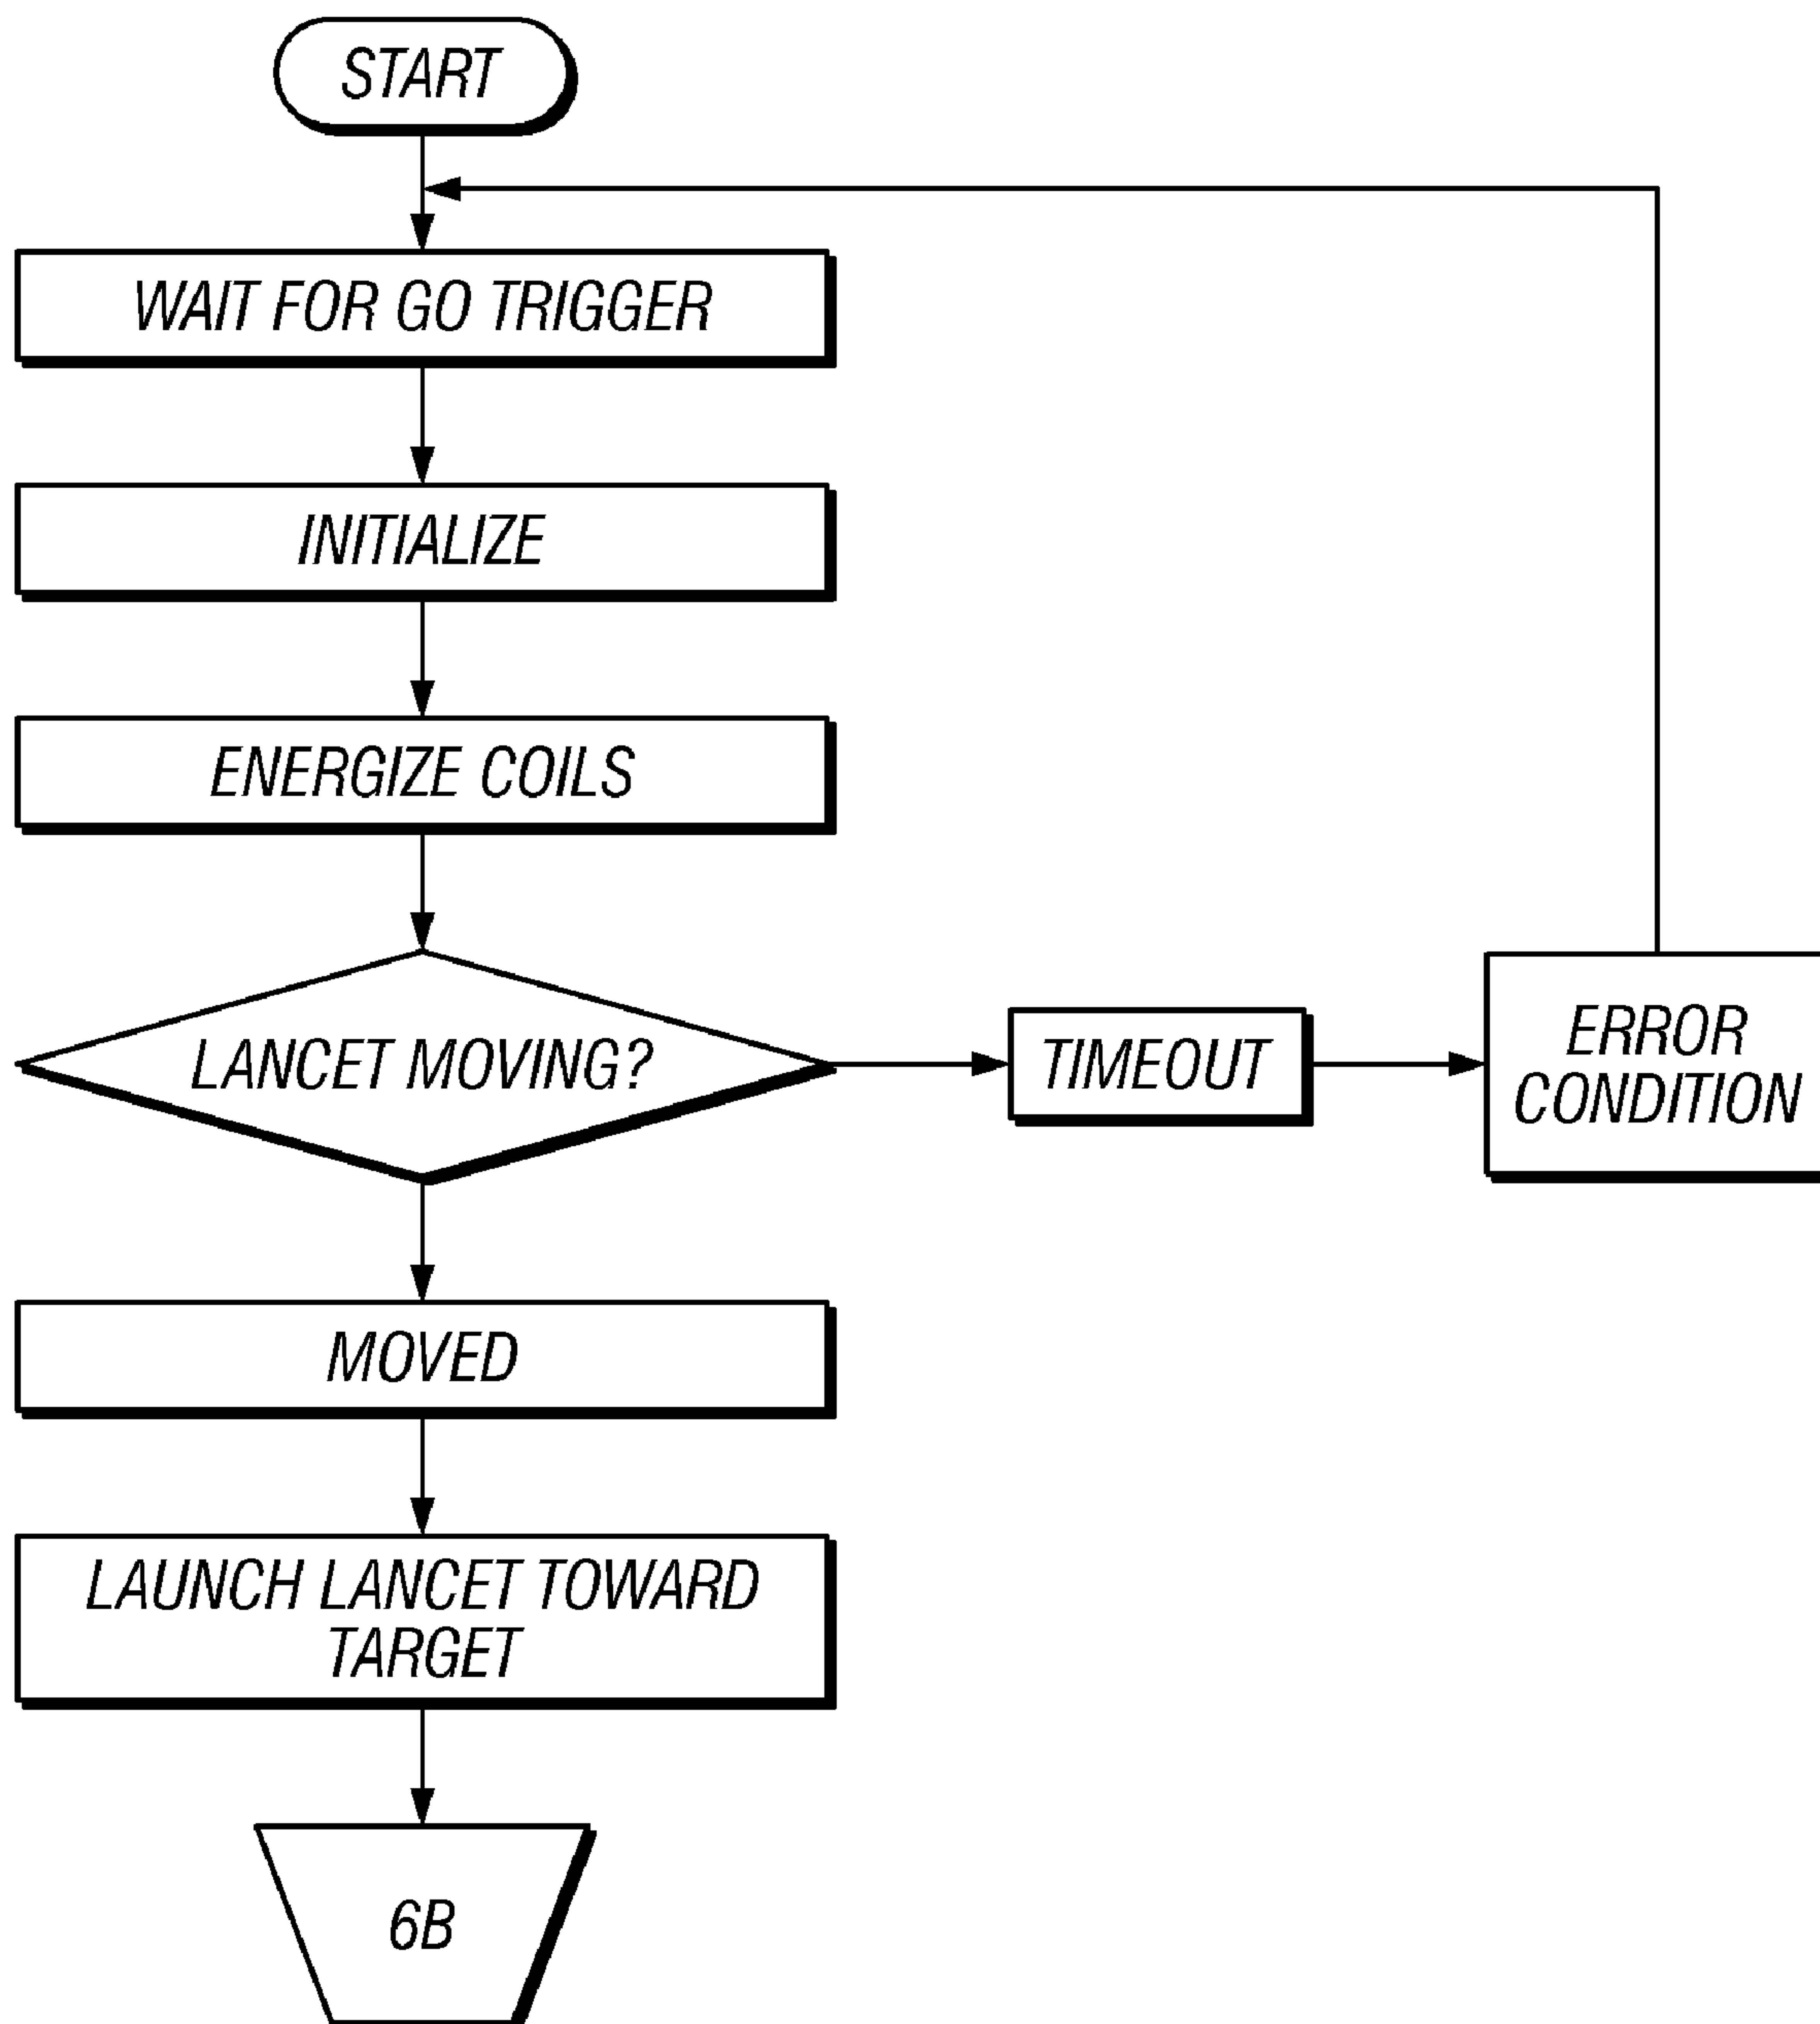 START
WAIT FOR GO TRIGGER
INITIALIZE
ENERGIZE COILS
LANCET MOVING?
TIMEOUT
ERROR
CONDITION
MOVED
LAUNCH LANCET TOWARD
TARGET
6B